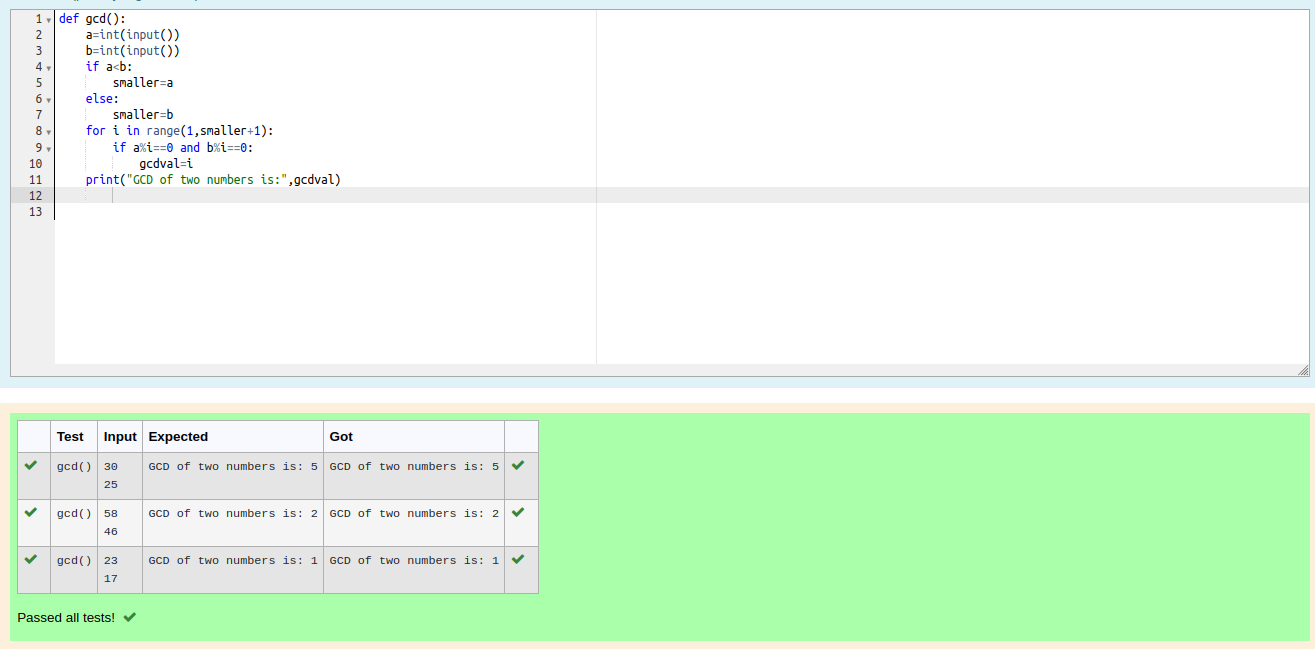 1 def gcd():
2     a=int(input())
3     b=int(input())
4     if a<b:
5         smaller=a
6     else:
7         smaller=b
8     for i in range(1,smaller+1):
9         if a%i==0 and b%i==0:
10             gcdval=i
11     print("GCD of two numbers is:",gcdval)
12
13
Test Input Expected Got
gcd() 30 GCD of two numbers is: 5 GCD of two numbers is: 5
25
gcd() 58 GCD of two numbers is: 2 GCD of two numbers is: 2
46
gcd() 23 GCD of two numbers is: 1 GCD of two numbers is: 1
17
Passed all tests!